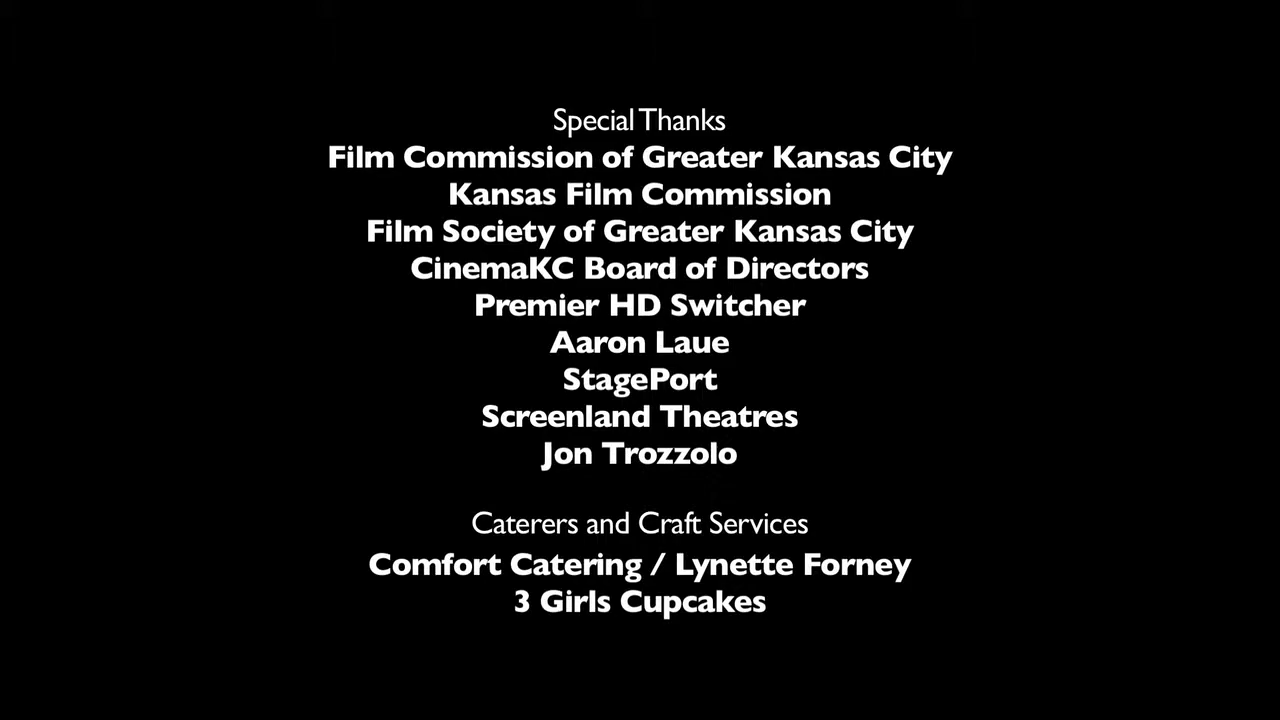 Special Thanks
Film Commission of Greater Kansas City
Kansas Film Commission
Film Society of Greater Kansas City
CinemaKC Board of Directors
Premier HD Switcher
Aaron Laue
StagePort
Screenland Theatres
Jon Trozzolo
Caterers and Craft Services
Comfort Catering / Lynette Forney
3 Girls Cupcakes